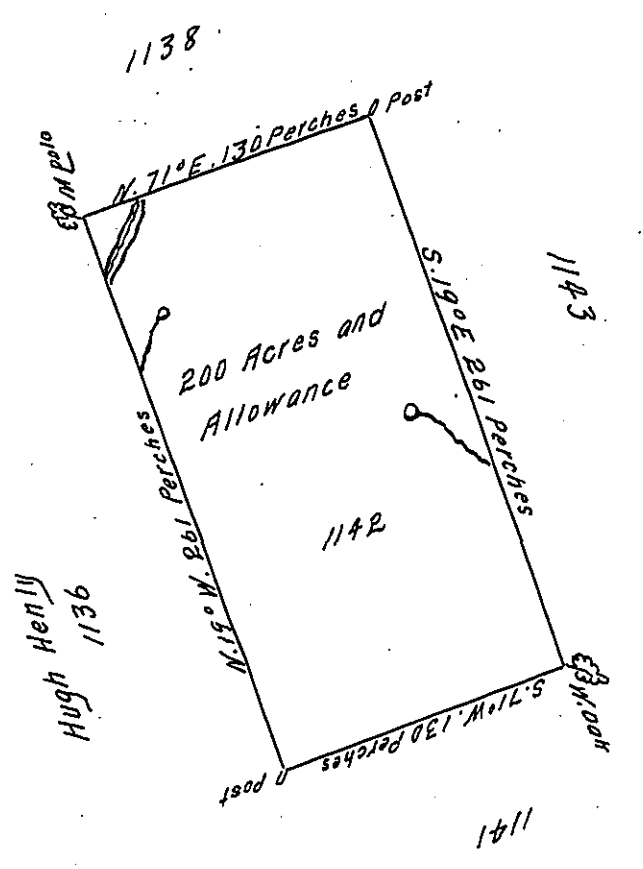 1138
M Polo
N. 71° E. 130 Perches
Post
S. 19° E 261 Perches
1143
200 Acres and
Allowance
1142
N. 19° W. 261 Perches
Hugh Henly
1136
W. Oak
S. 71° W. 130 Perches
Post
1141